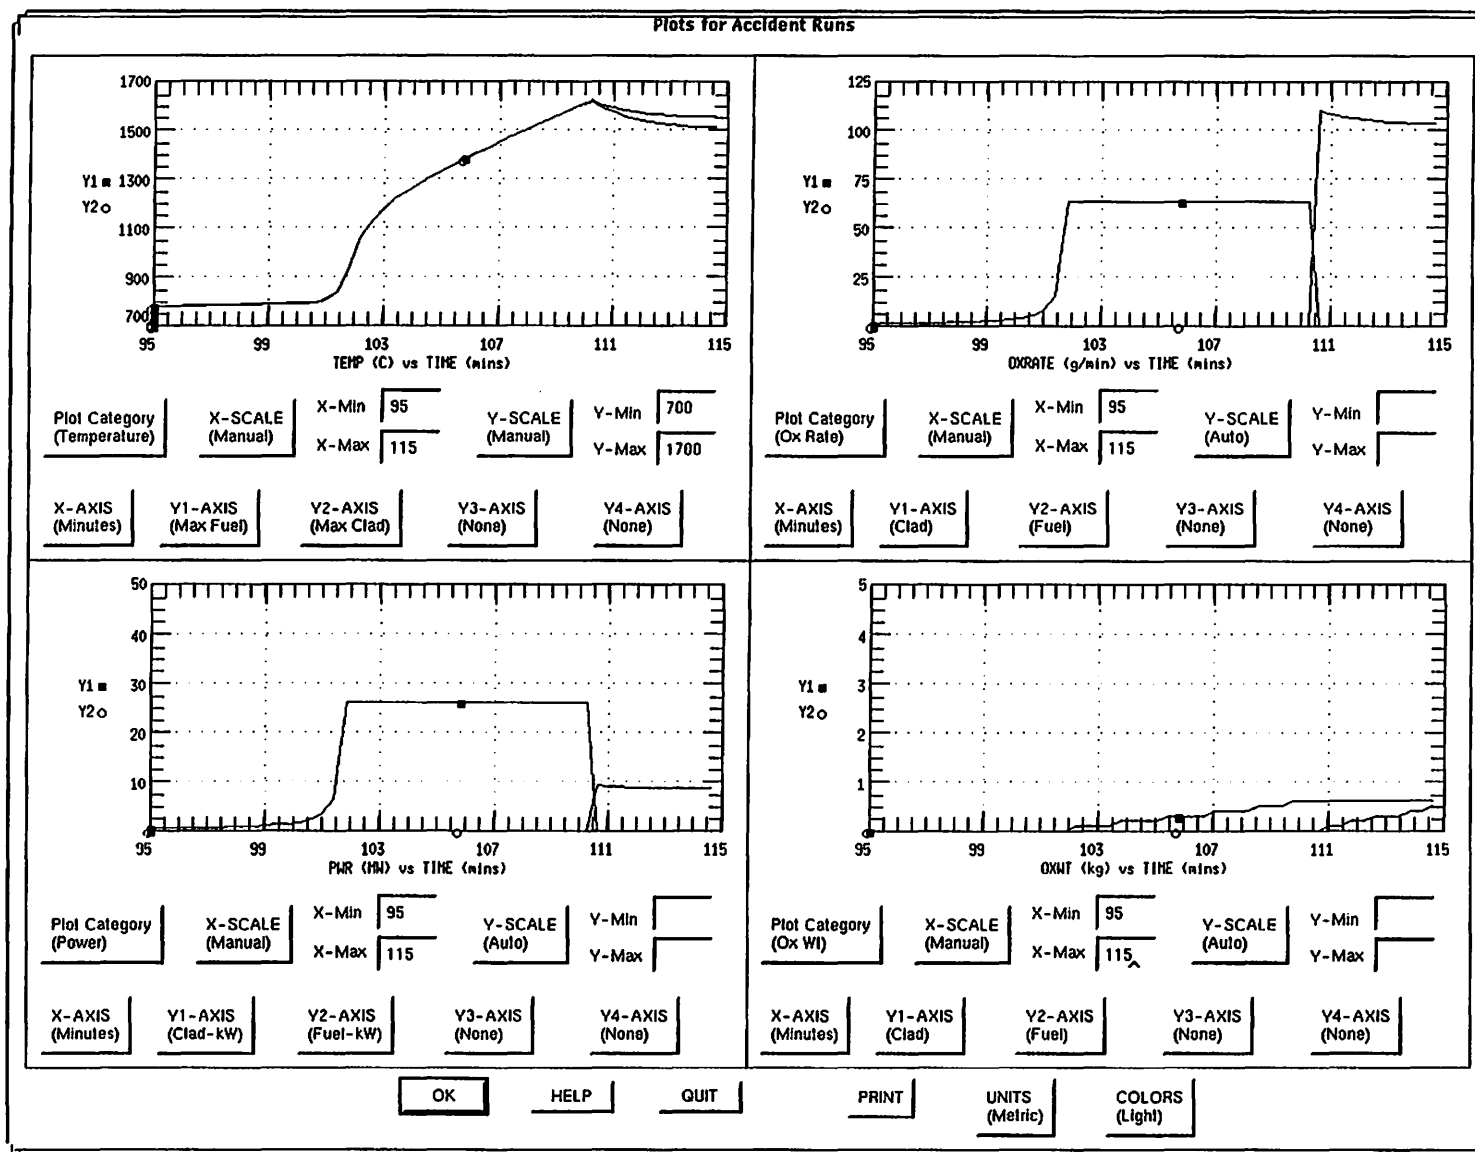 Plots for Accident Runs
1700
1500
Y1
1300
Y2
1100
900
700
95 99 103 107 111 115
TEMP (C) vs TIME (mins)
Plot Category
(Temperature)
X-SCALE
(Manual)
X-Min 95
X-Max 115
Y-SCALE
(Manual)
Y-Min 700
Y-Max 1700
X-AXIS
(Minutes)
Y1-AXIS
(Max Fuel)
Y2-AXIS
(Max Clad)
Y3-AXIS
(None)
Y4-AXIS
(None)
125
100
Y1
75
Y2
50
25
95 99 103 107 111 115
OXRATE (g/min) vs TIME (mins)
Plot Category
(Ox Rate)
X-SCALE
(Manual)
X-Min 95
X-Max 115
Y-SCALE
(Auto)
Y-Min
Y-Max
X-AXIS
(Minutes)
Y1-AXIS
(Clad)
Y2-AXIS
(Fuel)
Y3-AXIS
(None)
Y4-AXIS
(None)
50
40
Y1
30
Y2
20
10
95 99 103 107 111 115
PWR (MW) vs TIME (mins)
Plot Category
(Power)
X-SCALE
(Manual)
X-Min 95
X-Max 115
Y-SCALE
(Auto)
Y-Min
Y-Max
X-AXIS
(Minutes)
Y1-AXIS
(Clad-kW)
Y2-AXIS
(Fuel-kW)
Y3-AXIS
(None)
Y4-AXIS
(None)
5
4
Y1
3
Y2
2
1
95 99 103 107 111 115
OXWT (kg) vs TIME (mins)
Plot Category
(Ox Wt)
X-SCALE
(Manual)
X-Min 95
X-Max 115^
Y-SCALE
(Auto)
Y-Min
Y-Max
X-AXIS
(Minutes)
Y1-AXIS
(Clad)
Y2-AXIS
(Fuel)
Y3-AXIS
(None)
Y4-AXIS
(None)
OK
HELP
QUIT
PRINT
UNITS
(Metric)
COLORS
(Light)